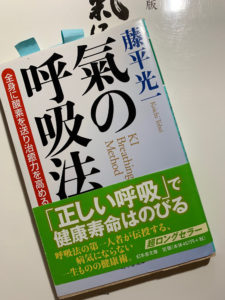 版
藤平光一
Koichi Tohei
氣の
呼吸法
KI
Breathing
Method
全身に酸素を送り治癒力を高める
「正しい呼吸」で
健康寿命はのびる
呼吸法の第一人者が伝授する、
病気にならない
一生ものの健康術。
超ロングセラー
幻冬舎文庫